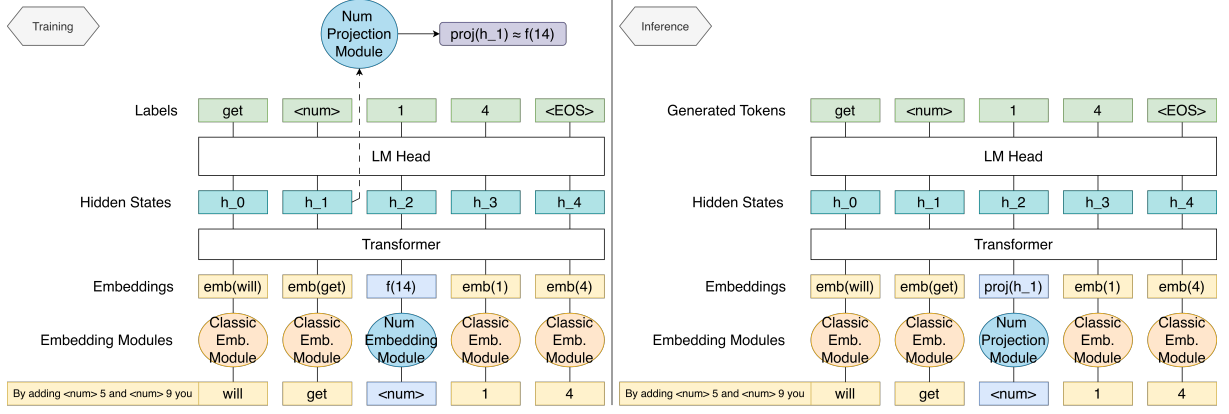 Training
Num
Projection
Module
proj(h_1) ≈ f(14)
Labels get <num> 1 4 <EOS>
LM Head
Hidden States h_0 h_1 h_2 h_3 h_4
Transformer
Embeddings emb(will) emb(get) f(14) emb(1) emb(4)
Embedding Modules
Classic
Emb.
Module
Classic
Emb.
Module
Num
Embedding
Module
Classic
Emb.
Module
Classic
Emb.
Module
By adding <num> 5 and <num> 9 you will get <num> 1 4
Inference
Generated Tokens get <num> 1 4 <EOS>
LM Head
Hidden States h_0 h_1 h_2 h_3 h_4
Transformer
Embeddings emb(will) emb(get) proj(h_1) emb(1) emb(4)
Embedding Modules
Classic
Emb.
Module
Classic
Emb.
Module
Num
Projection
Module
Classic
Emb.
Module
Classic
Emb.
Module
By adding <num> 5 and <num> 9 you will get <num> 1 4